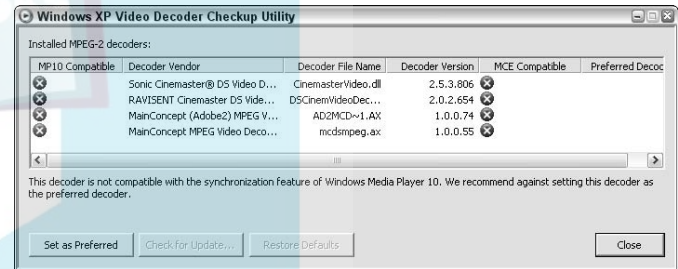 Windows XP Video Decoder Checkup Utility
Installed MPEG-2 decoders:
MP10 Compatible Decoder Vendor Decoder File Name Decoder Version MCE Compatible Preferred Decoc
Sonic Cinemaster® DS Video D... CinemasterVideo.dll 2.5.3.806
RAVISENT Cinemaster DS Vide... DSCinemVideoDec... 2.0.2.654
MainConcept (Adobe2) MPEG V... AD2MCD~1.AX 1.0.0.74
MainConcept MPEG Video Deco... mcdsmpeg.ax 1.0.0.55
This decoder is not compatible with the synchronization feature of Windows Media Player 10. We recommend against setting this decoder as
the preferred decoder.
Set as Preferred Check for Update... Restore Defaults Close